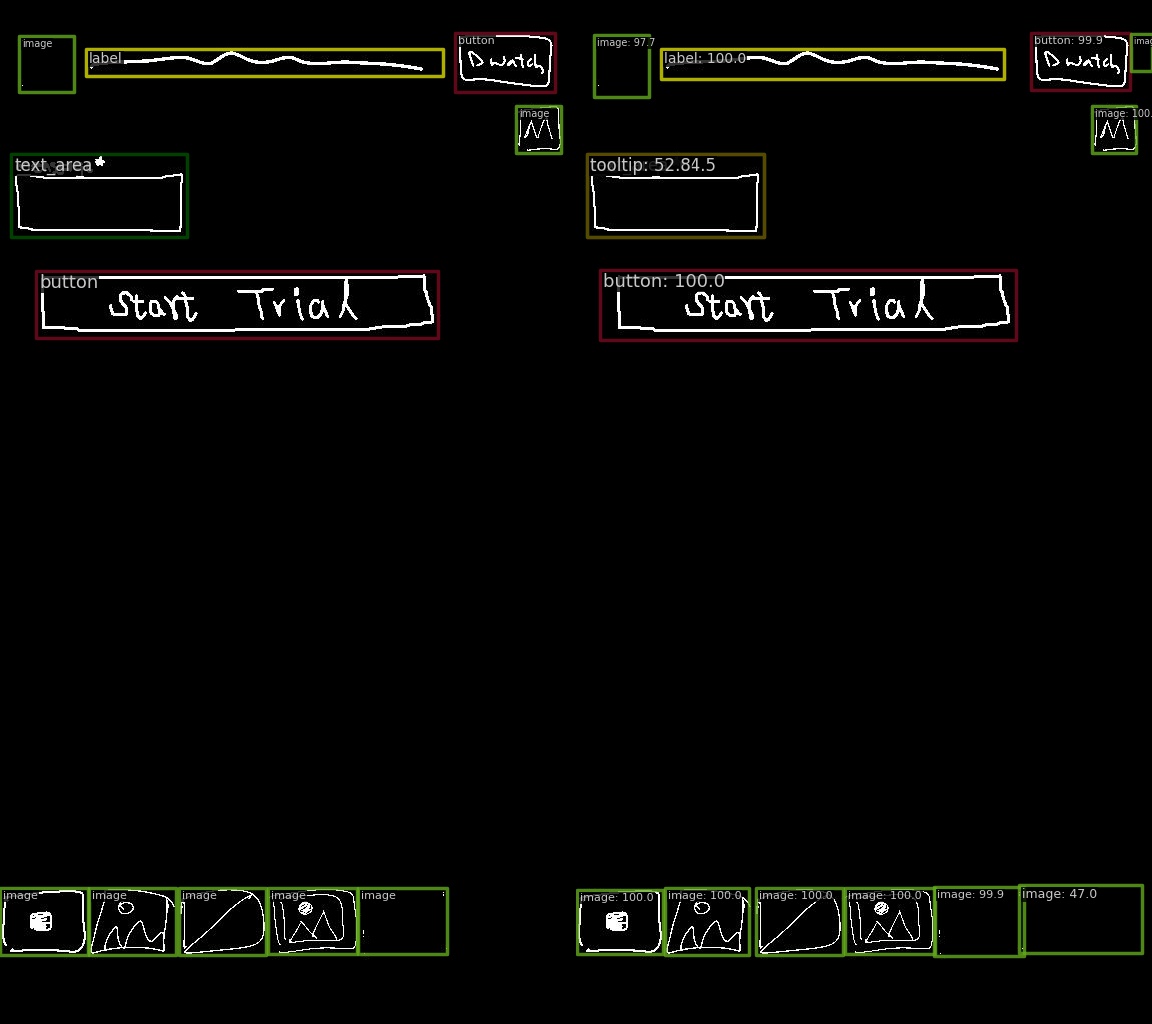 image label button image: 97.7 label: 100.0 button: 99.9
D watch D watch
image image: 100.
text_area* tooltip: 52.84.5
button button: 100.0
Start Trial Start Trial
image image image image image image: 100.0 image: 100.0 image: 100.0 image: 100.0 image: 99.9 image: 47.0